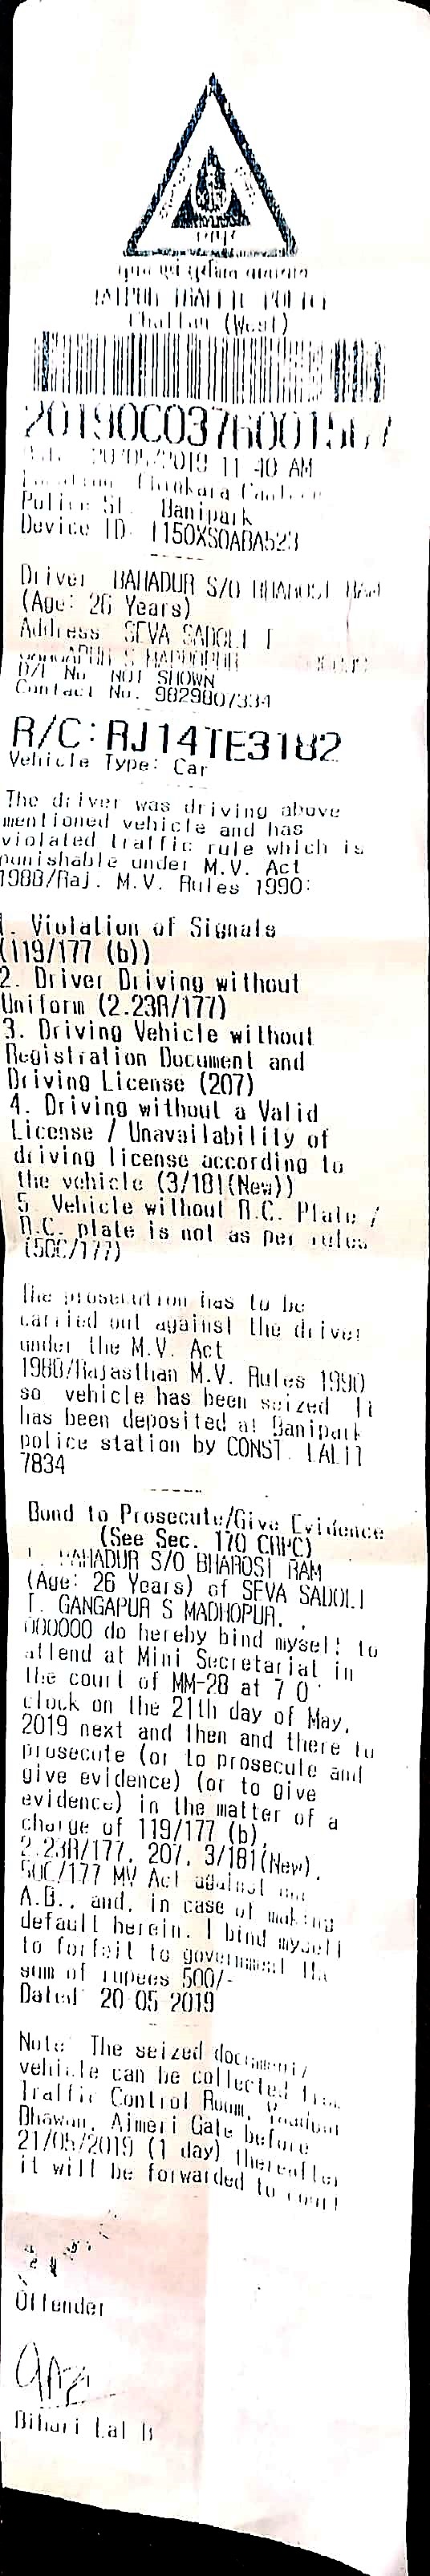 JAIPUR TRAFFIC POLICE
Challan (West)
20190C0376001567
20/05/2019 11 40 AM
Location
Police St. Banipark
Device ID. 1150XS0ABA523
Driver BAHADUR S/O BHAROSI RAM
(Age: 26 Years)
Address SEVA SADOLI T
D/L No NOT SHOWN
Contact No. 9829807334
R/C:RJ14TE3182
Vehicle Type: Car
The driver was driving above
mentioned vehicle and has
violated traffic rule which is
punishable under M.V. Act
1988/Raj. M.V. Rules 1990:
1. Violation of Signals
(119/177 (b))
2. Driver Driving without
Uniform (2.23A/177)
3. Driving Vehicle without
Registration Document and
Driving License (207)
4. Driving without a Valid
License / Unavailability of
driving license according to
the vehicle (3/181(New))
5 Vehicle without R.C. Plate /
R.C. plate is not as per rules
(50C/177)
The prosecution has to be
carried out against the driver
under the M.V. Act
1988/Rajasthan M.V. Rules 1990
so vehicle has been seized It
has been deposited at Banipark
police station by CONST. LALIT
7834
Bond to Prosecute/Give Evidence
(See Sec. 170 CRPC)
I. BAHADUR S/O BHAROSI RAM
(Age: 26 Years) of SEVA SADOLI
T. GANGAPUR S MADHOPUR. ,
000000 do hereby bind myself to
attend at Mini Secretariat in
the court of MM-28 at 7 O'
clock on the 21th day of May,
2019 next and then and there to
prosecute (or to prosecute and
give evidence) (or to give
evidence) in the matter of a
charge of 119/177 (b),
2.23A/177, 207, 3/181(New),
50C/177 MV Act against
A.B., and, in case of making
default herein. I bind myself
to forfeit to government the
sum of rupees 500/-
Dated 20-05-2019
Note The seized document/
vehicle can be collected from
Traffic Control Room, Yaadgar
Bhawan, Ajmeri Gate before
21/05/2019 (1 day) thereafter
it will be forwarded to court
Offender
Bihari Lal